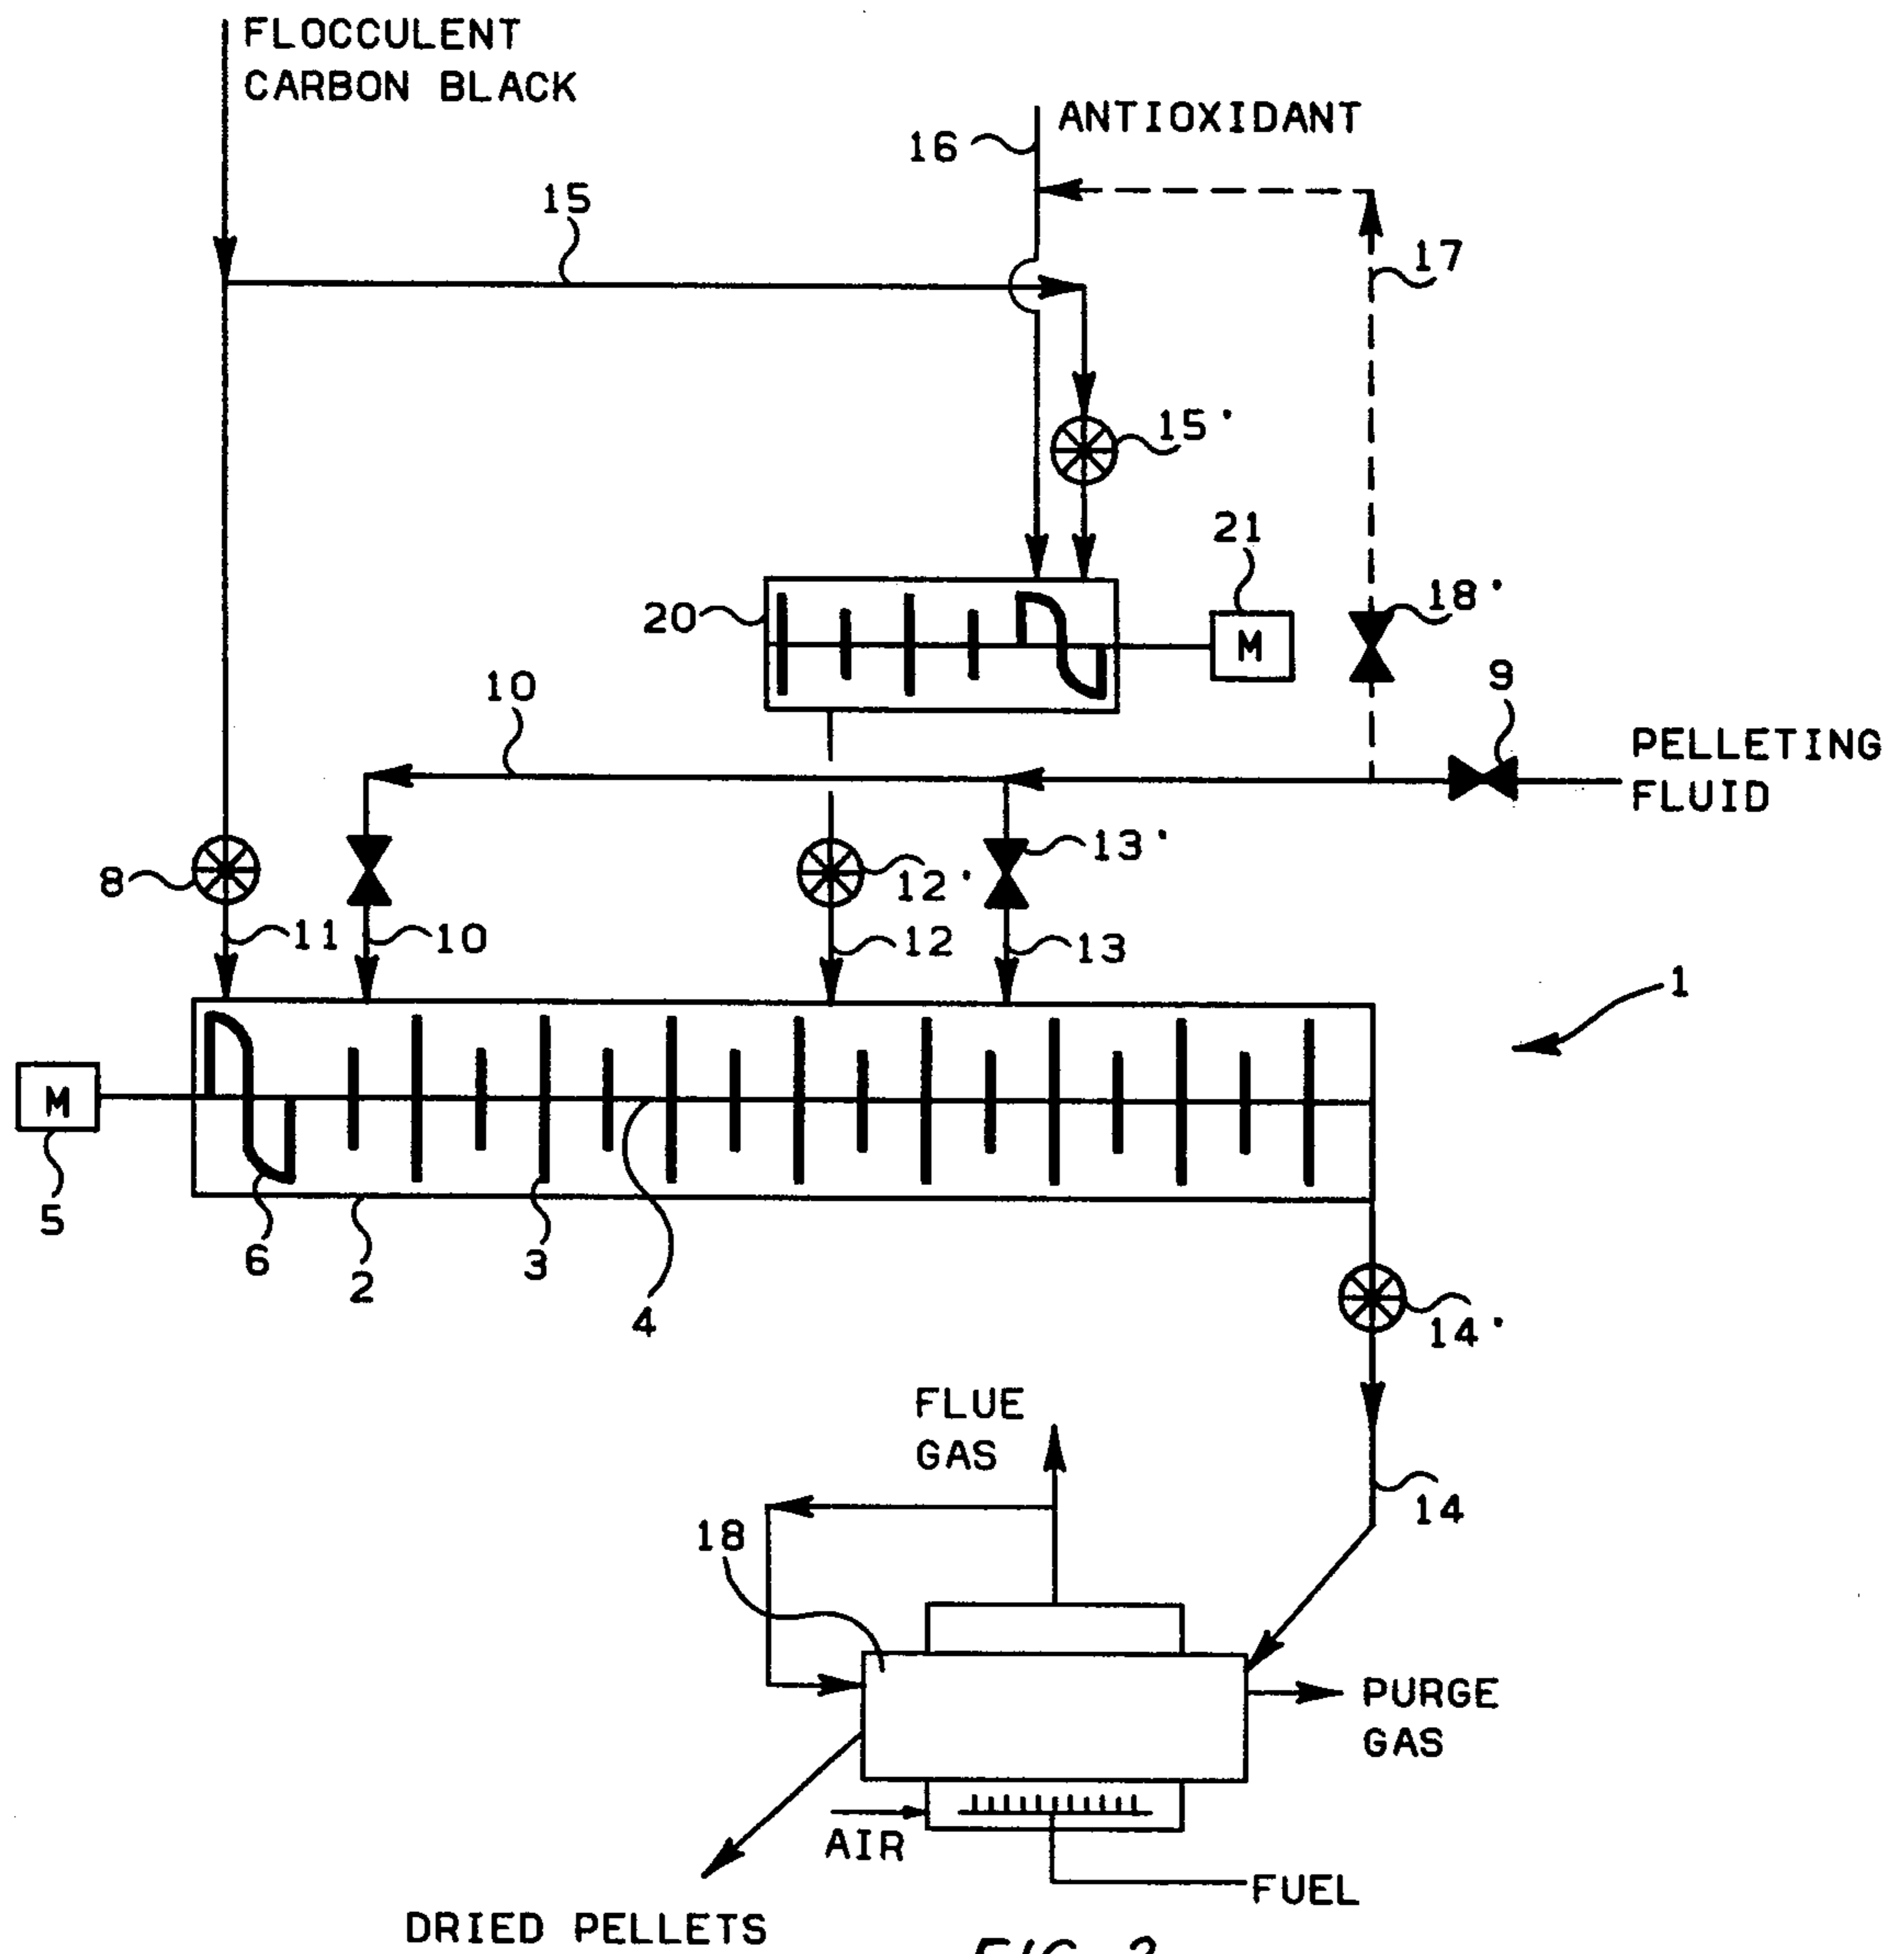 FLOCCULENT
CARBON BLACK
ANTIOXIDANT
16
15
17
15'
21
20
M
18'
10
9
PELLETING
FLUID
8
12'
13'
11
10
12
13
1
M
5
6
2
3
4
14'
FLUE
GAS
14
18
PURGE
GAS
AIR
FUEL
DRIED PELLETS